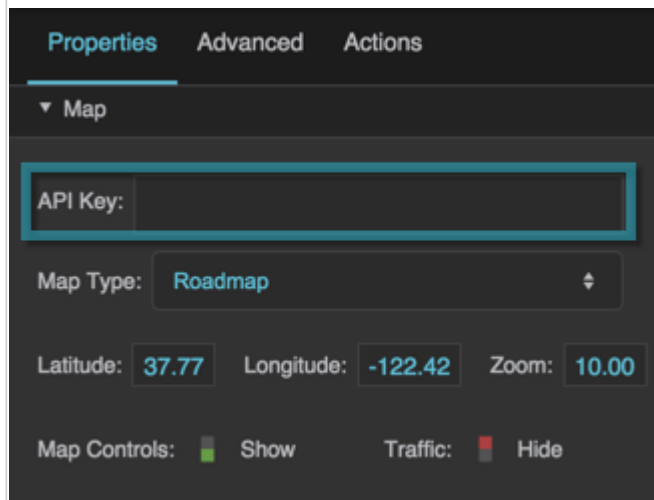 Properties Advanced Actions
Map
API Key:
Map Type: Roadmap
Latitude: 37.77 Longitude: -122.42 Zoom: 10.00
Map Controls: Show Traffic: Hide